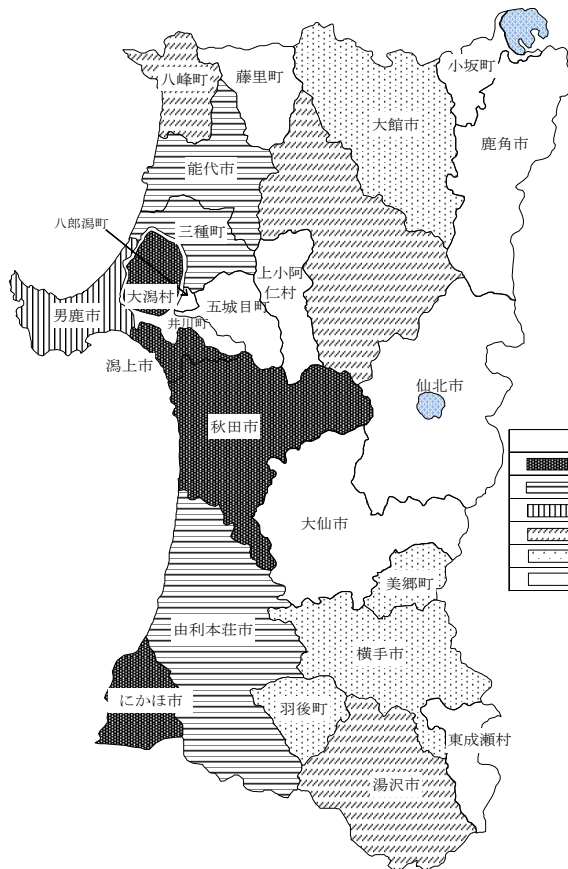 八峰町
藤里町
小坂町
大館市
鹿角市
能代市
八郎潟町
三種町
上小阿
仁村
大潟村
五城目町
男鹿市
井川町
潟上市
仙北市
秋田市
大仙市
美郷町
由利本荘市
横手市
にかほ市
羽後町
東成瀬村
湯沢市